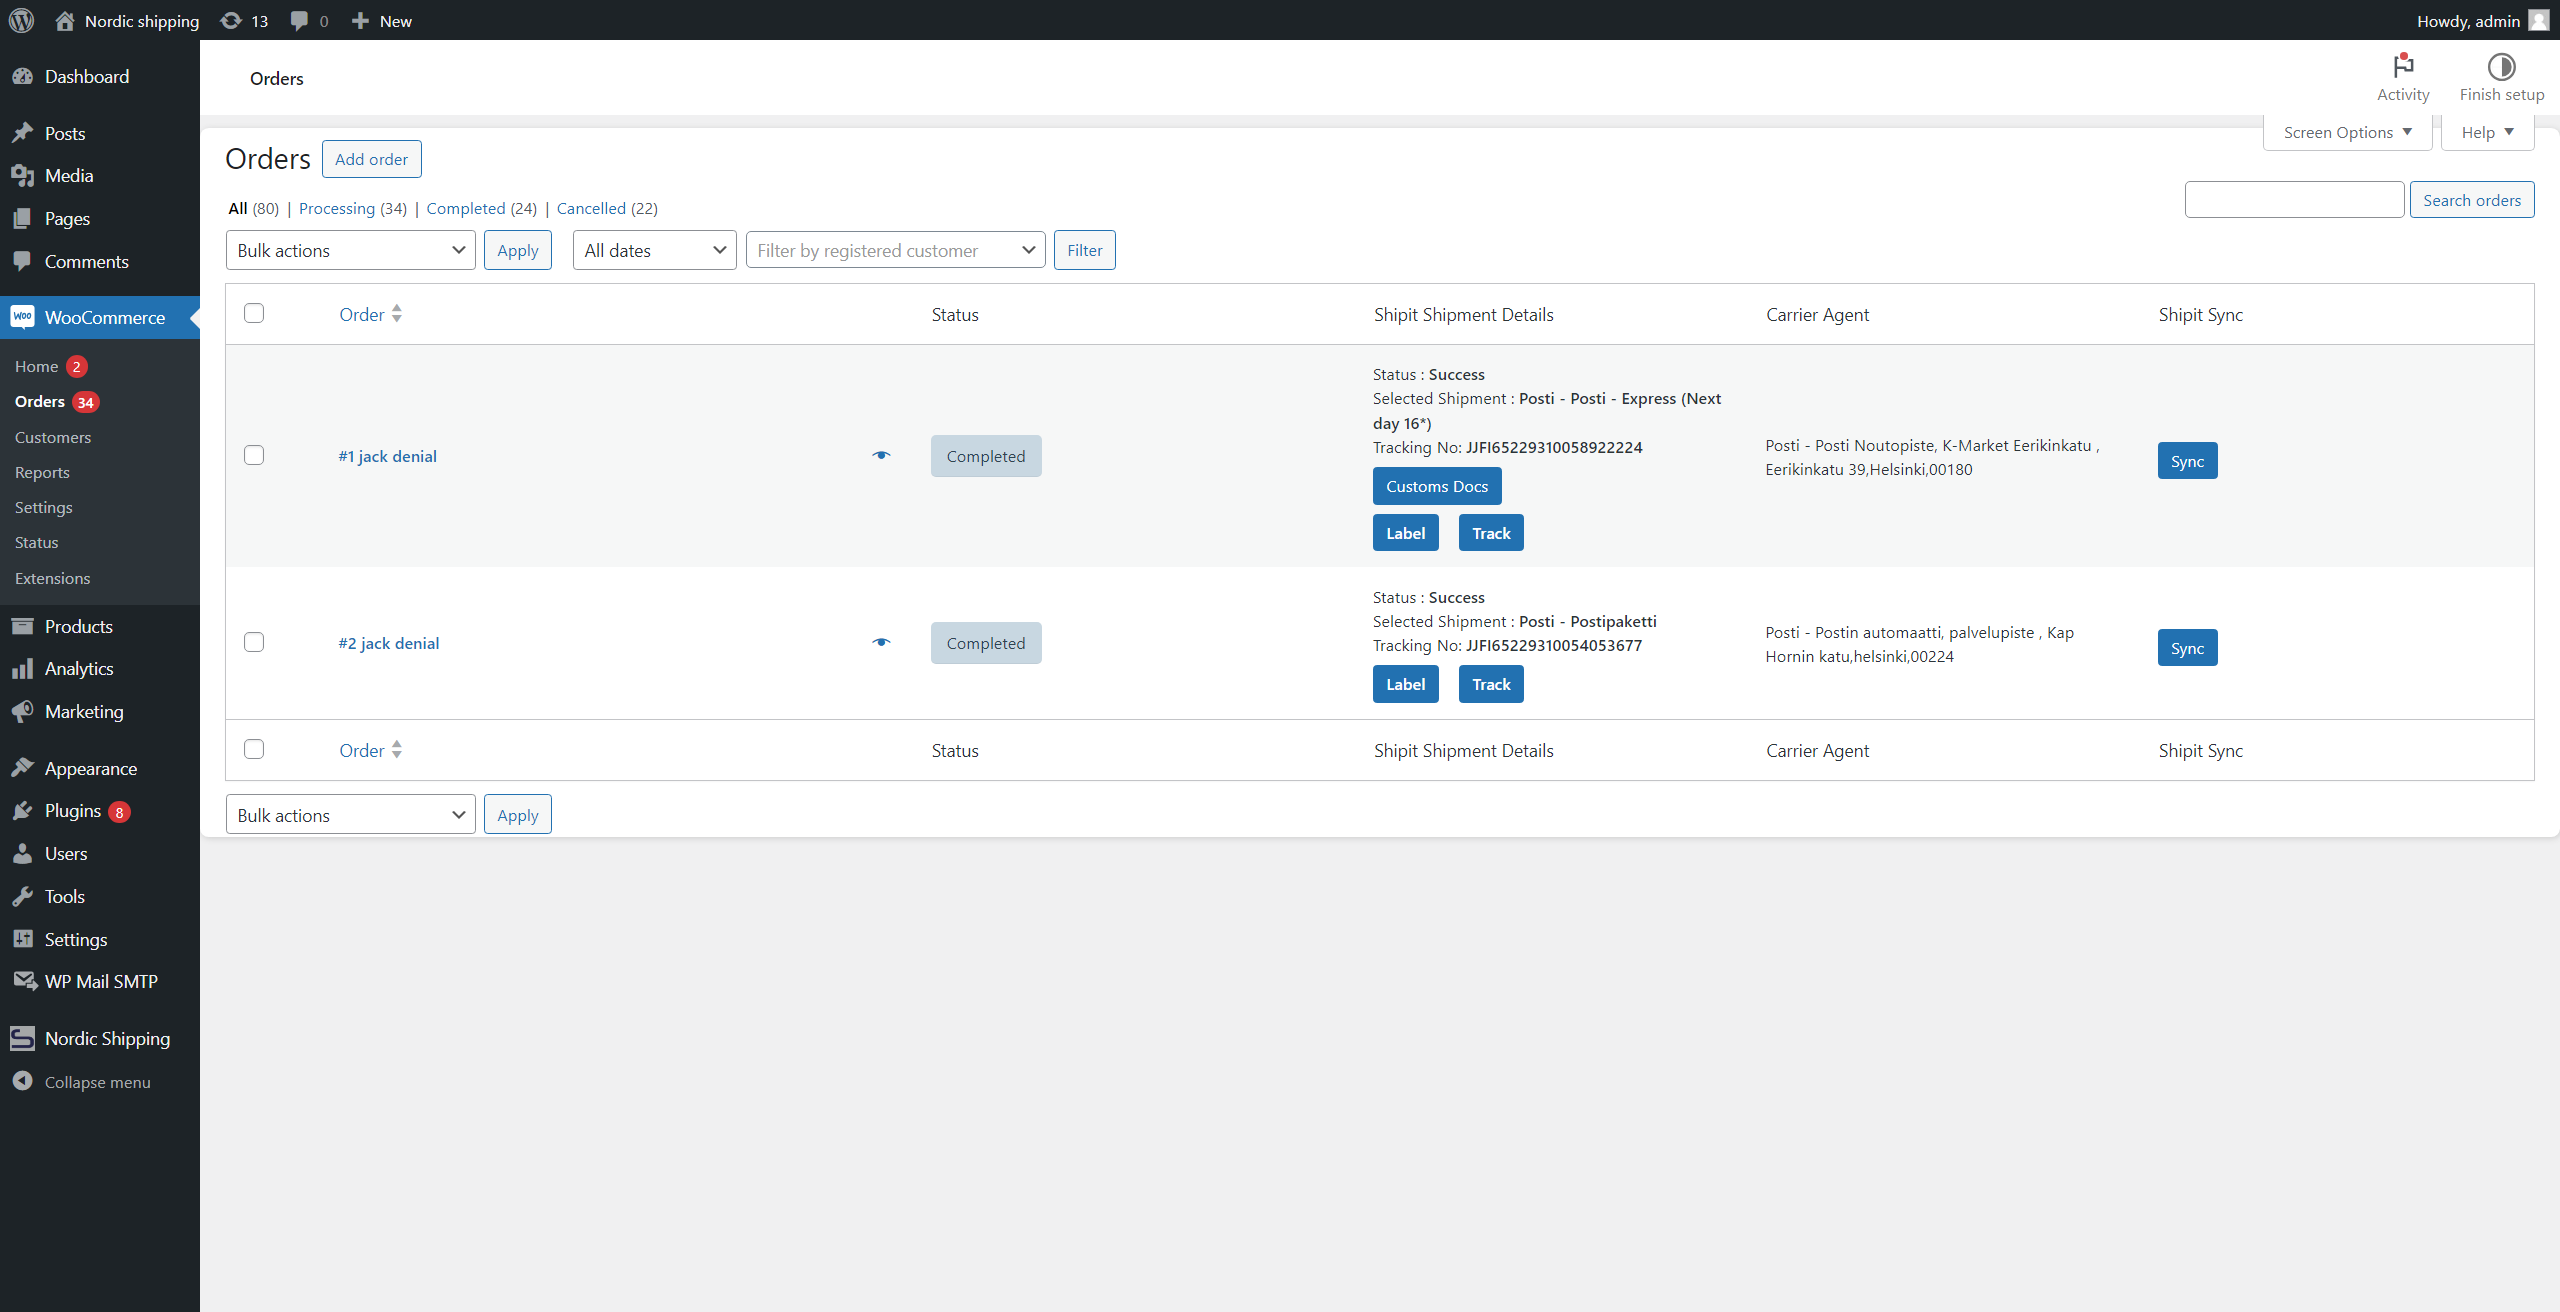 Nordic shipping 13 0 New Howdy, admin
Dashboard
Posts
Media
Pages
Comments
WooCommerce
Home 2
Orders 34
Customers
Reports
Settings
Status
Extensions
Products
Analytics
Marketing
Appearance
Plugins 8
Users
Tools
Settings
WP Mail SMTP
Nordic Shipping
Collapse menu
Orders
Activity Finish setup
Screen Options Help
Orders Add order
All (80) | Processing (34) | Completed (24) | Cancelled (22)
Search orders
Bulk actions Apply All dates Filter by registered customer Filter
Order Status Shipit Shipment Details Carrier Agent Shipit Sync
#1 jack denial
Completed
Status : Success
Selected Shipment : Posti - Posti - Express (Next
day 16*)
Tracking No: JJFI65229310058922224
Customs Docs
Label Track
Posti - Posti Noutopiste, K-Market Eerikinkatu ,
Eerikinkatu 39,Helsinki,00180
Sync
#2 jack denial
Completed
Status : Success
Selected Shipment : Posti - Postipaketti
Tracking No: JJFI65229310054053677
Label Track
Posti - Postin automaatti, palvelupiste , Kap
Hornin katu,helsinki,00224
Sync
Order Status Shipit Shipment Details Carrier Agent Shipit Sync
Bulk actions Apply